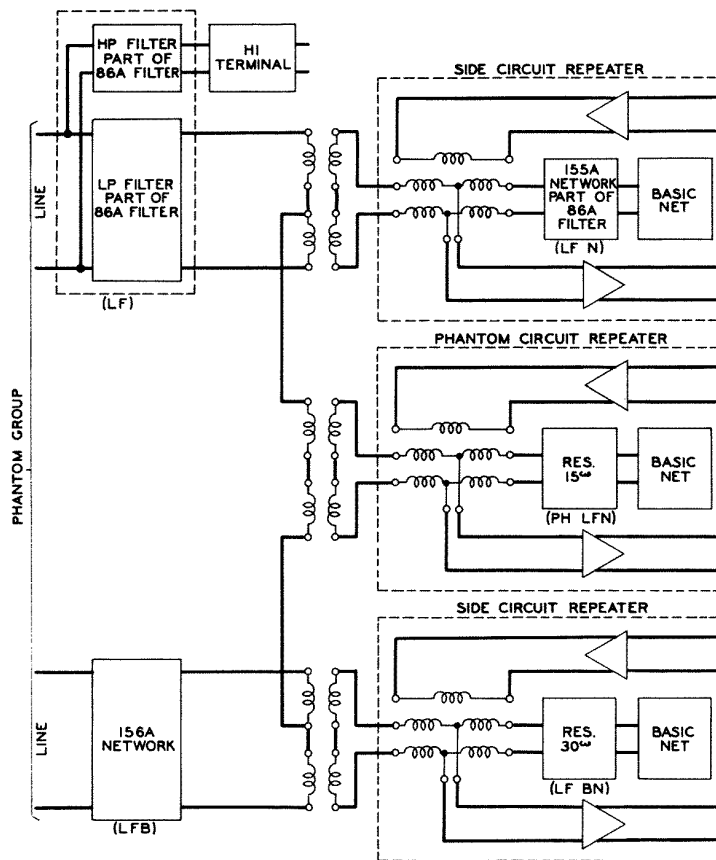 HP FILTER
PART OF
86A FILTER
HI
TERMINAL
SIDE CIRCUIT REPEATER
LINE
LP FILTER
PART OF
86A FILTER
(LF)
155A
NETWORK
PART OF
86A
FILTER
(LF N)
BASIC
NET
PHANTOM GROUP
PHANTOM CIRCUIT REPEATER
RES.
15ω
(PH LFN)
BASIC
NET
SIDE CIRCUIT REPEATER
LINE
156A
NETWORK
(LFB)
RES.
30ω
(LF BN)
BASIC
NET